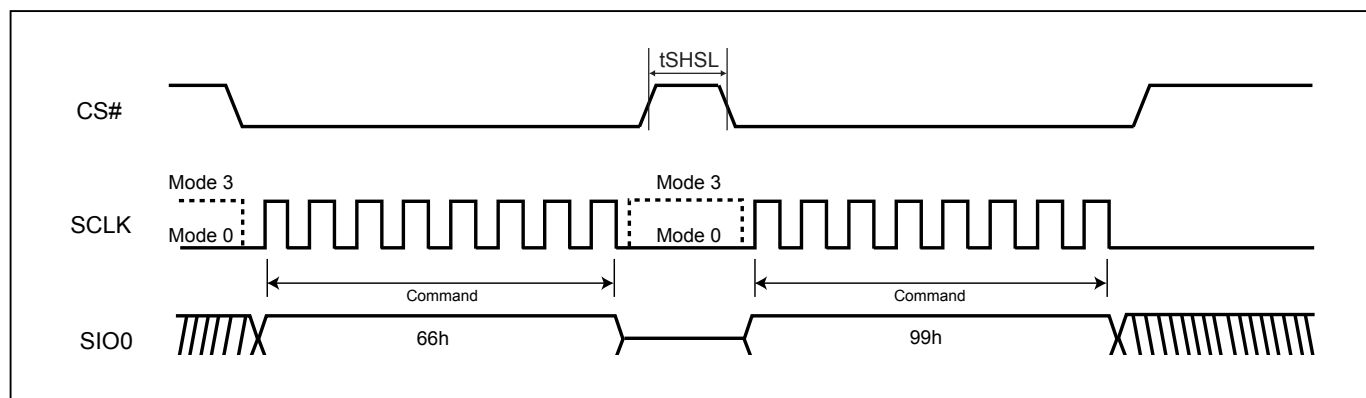 tSHSL
CS#
Mode 3
Mode 3
SCLK
Mode 0
Mode 0
Command
Command
SIO0
66h
99h